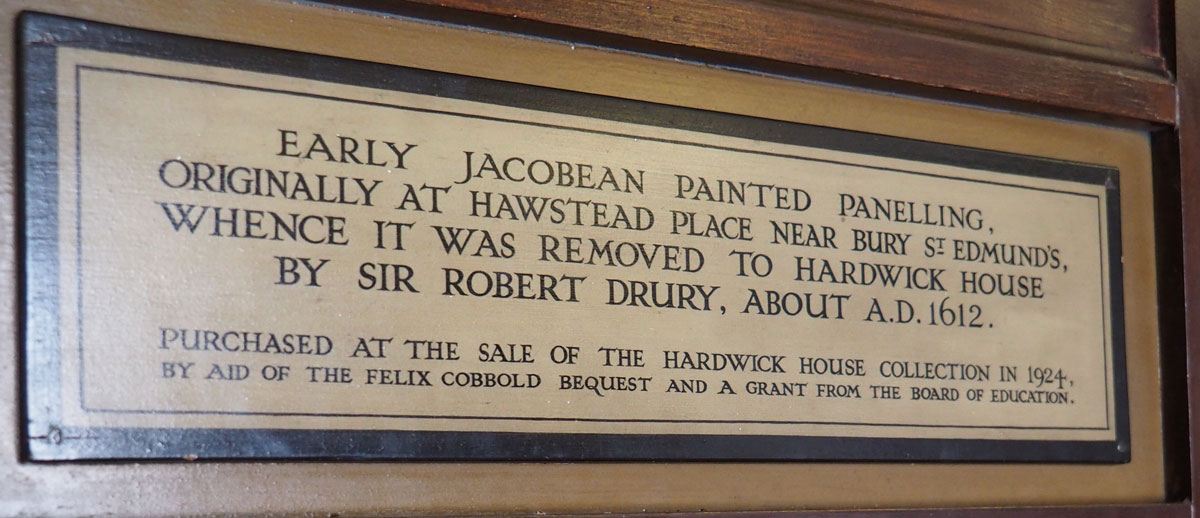 EARLY JACOBEAN PAINTED PANELLING,
ORIGINALLY AT HAWSTEAD PLACE NEAR BURY ST EDMUND'S,
WHENCE IT WAS REMOVED TO HARDWICK HOUSE
BY SIR ROBERT DRURY, ABOUT A.D. 1612.
PURCHASED AT THE SALE OF THE HARDWICK HOUSE COLLECTION IN 1924,
BY AID OF THE FELIX COBBOLD BEQUEST AND A GRANT FROM THE BOARD OF EDUCATION.